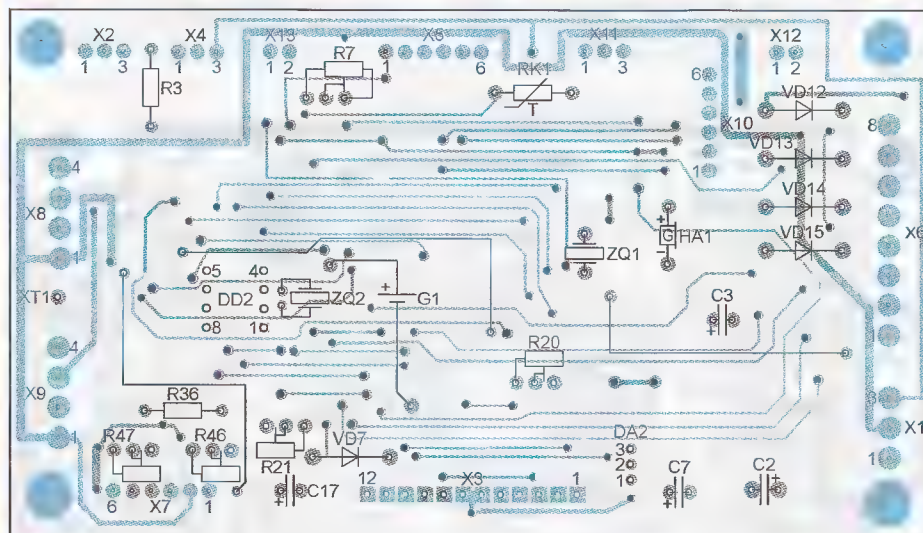 X2 X4 X13 R7 X5 X11 X12
1 3 1 3 1 2 1 6 1 3 1 2
R3 RK1 6 VD12
T
X10 8
4 VD13
1
X8 VD14
HA1 VD15 X6
1 G ZQ1
5 4
XT1 DD2 ZQ2 G1 C3
8 1
4 R20
X9 R36 3
1 R47 R46 VD7 DA2 X1
3
R21 2 1
12 X3 1 1 C7 C2
6 X7 1 C17